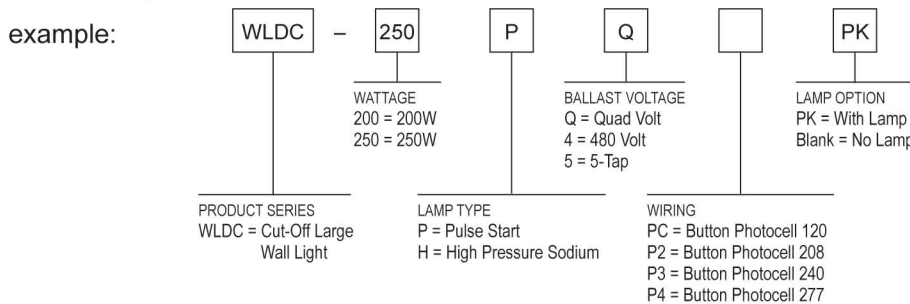 example:
WLDC – 250 P Q PK
WATTAGE
200 = 200W
250 = 250W
BALLAST VOLTAGE
Q = Quad Volt
4 = 480 Volt
5 = 5-Tap
LAMP OPTION
PK = With Lamp
Blank = No Lamp
PRODUCT SERIES
WLDC = Cut-Off Large
Wall Light
LAMP TYPE
P = Pulse Start
H = High Pressure Sodium
WIRING
PC = Button Photocell 120
P2 = Button Photocell 208
P3 = Button Photocell 240
P4 = Button Photocell 277